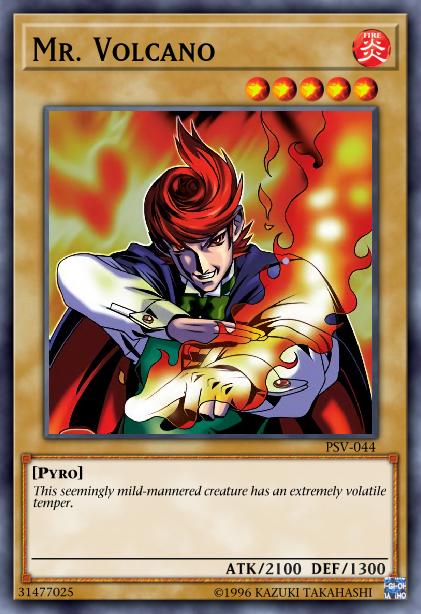 Mr. Volcano
FIRE
炎
PSV-044
[Pyro]
This seemingly mild-mannered creature has an extremely volatile
temper.
ATK/2100 DEF/1300
31477025
©1996 KAZUKI TAKAHASHI